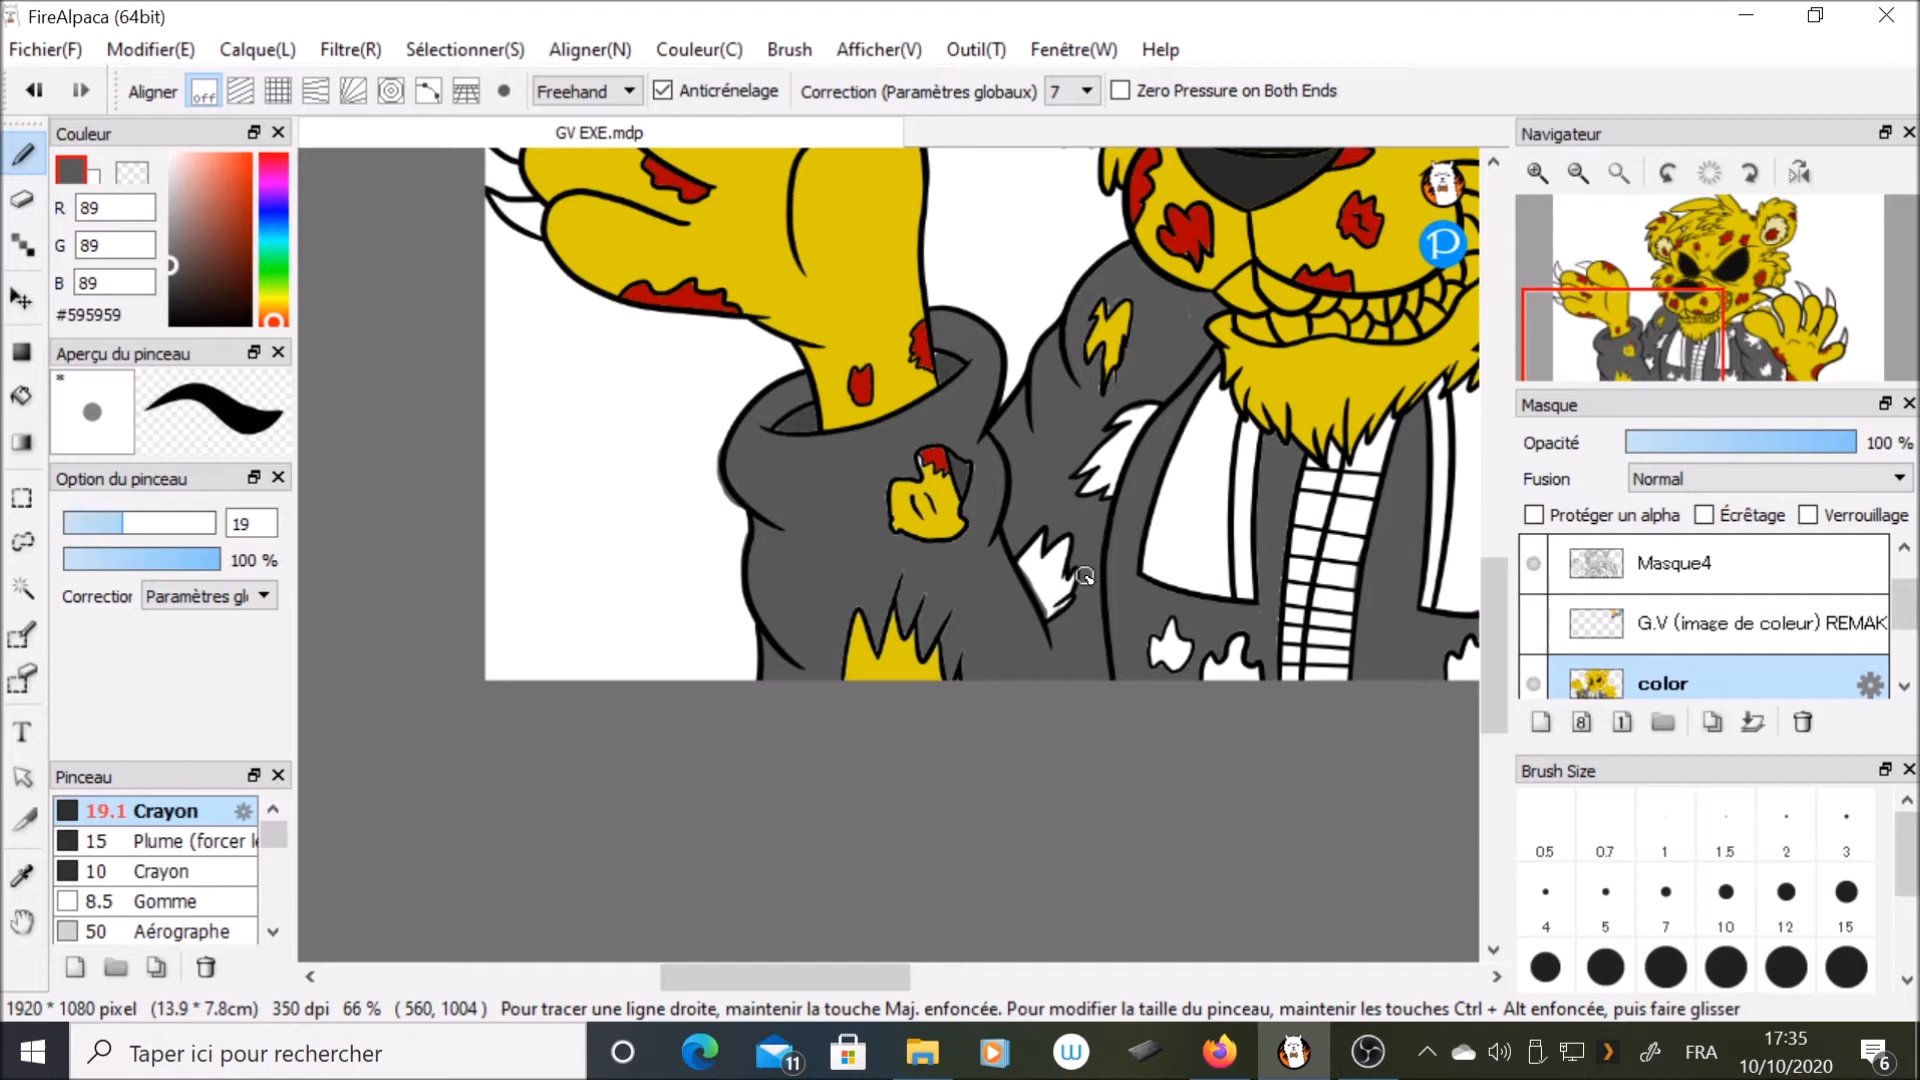 FireAlpaca (64bit)
Fichier(F) Modifier(E) Calque(L) Filtre(R) Sélectionner(S) Aligner(N) Couleur(C) Brush Afficher(V) Outil(T) Fenêtre(W) Help
Aligner off Freehand Anticrénelage Correction (Paramètres globaux) 7 Zero Pressure on Both Ends
Couleur
GV EXE.mdp
Navigateur
R 89
G 89
B 89
#595959
Aperçu du pinceau
*
Option du pinceau
19
100 %
Correction Paramètres gl
Pinceau
19.1 Crayon
15 Plume (forcer l
10 Crayon
8.5 Gomme
50 Aérographe
Masque
Opacité 100 %
Fusion Normal
Protéger un alpha Écrêtage Verrouillage
Masque4
G.V (image de coleur) REMAK
color
8 1
Brush Size
0.5 0.7 1 1.5 2 3
4 5 7 10 12 15
1920 * 1080 pixel (13.9 * 7.8cm) 350 dpi 66 % ( 560, 1004 ) Pour tracer une ligne droite, maintenir la touche Maj. enfoncée. Pour modifier la taille du pinceau, maintenir les touches Ctrl + Alt enfoncée, puis faire glisser
Taper ici pour rechercher
11
FRA
17:35
10/10/2020
6